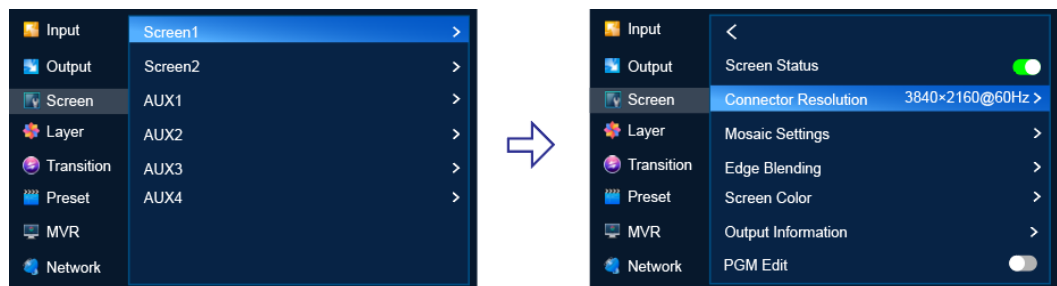 Input
Output
Screen
Layer
Transition
Preset
MVR
Network
Screen1 >
Screen2 >
AUX1 >
AUX2 >
AUX3 >
AUX4 >
Input
Output
Screen
Layer
Transition
Preset
MVR
Network
<
Screen Status
Connector Resolution 3840×2160@60Hz >
Mosaic Settings >
Edge Blending >
Screen Color >
Output Information >
PGM Edit